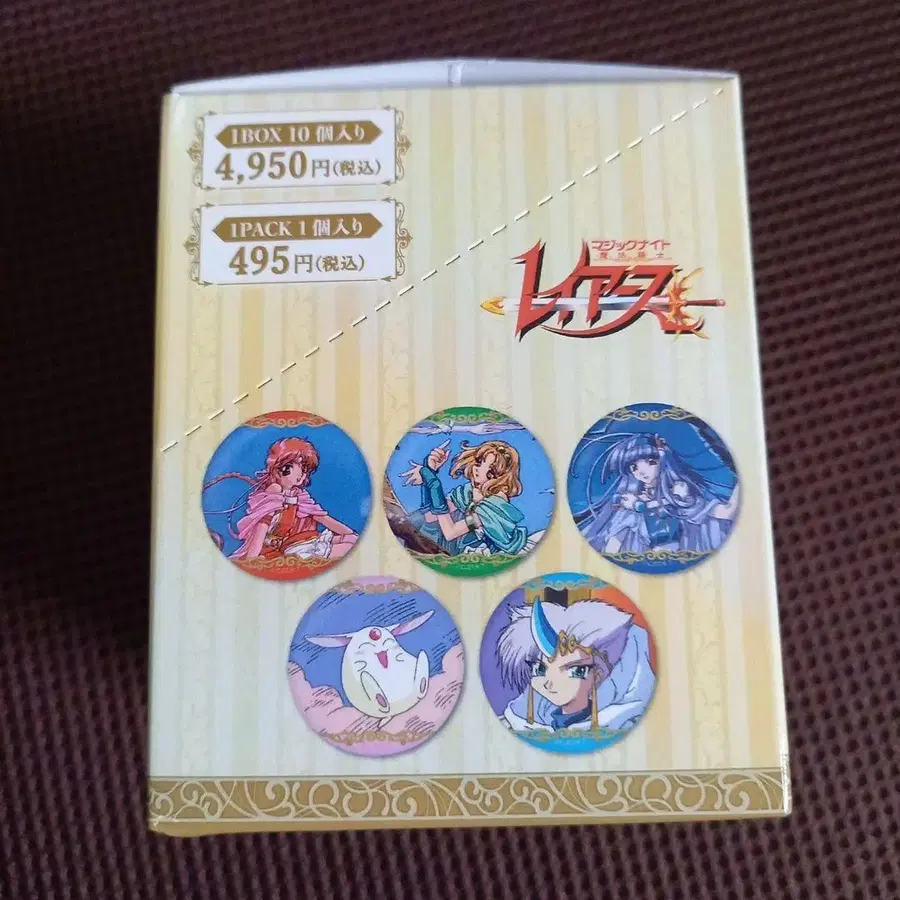 1BOX 10 個入り
4,950円(税込)
1PACK 1 個入り
495円(税込)
マジックナイト
魔法騎士
レイアース